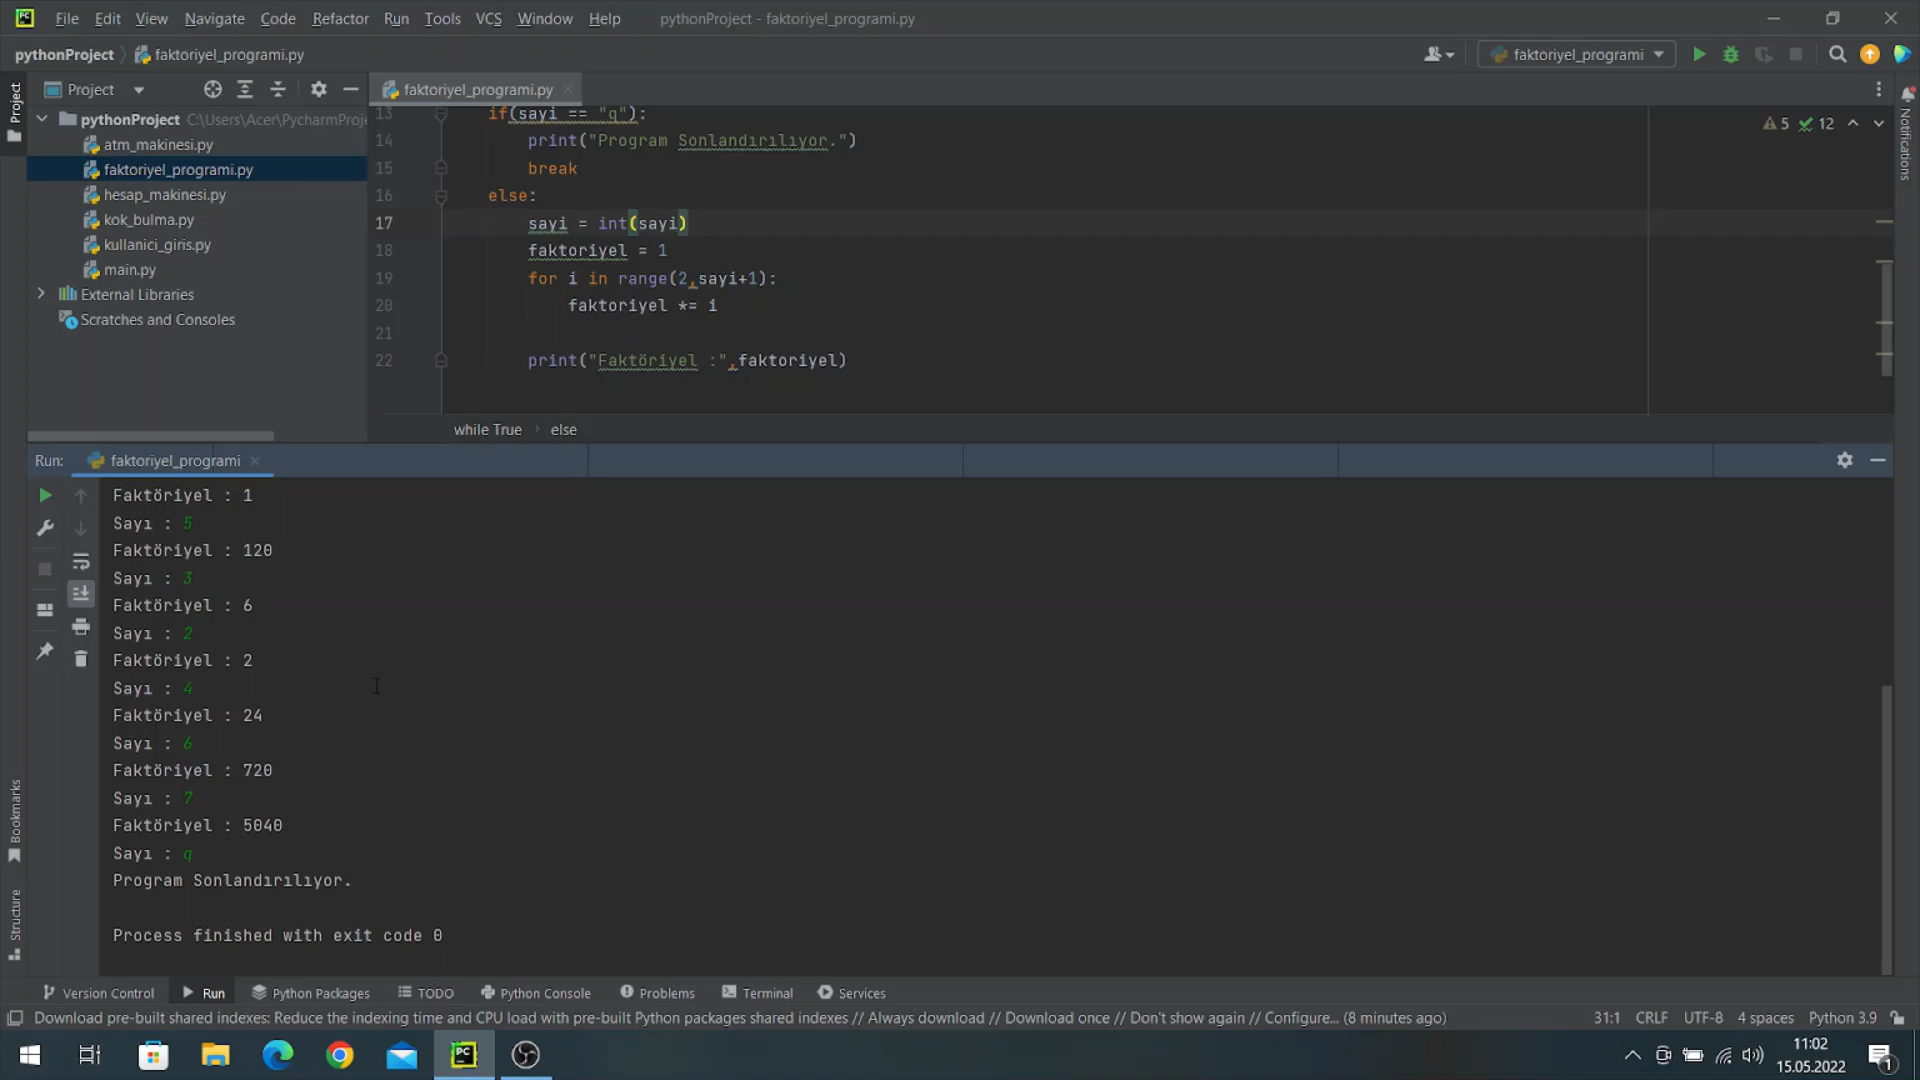 File Edit View Navigate Code Refactor Run Tools VCS Window Help pythonProject - faktoriyel_programi.py
pythonProject faktoriyel_programi.py faktoriyel_programi
Project faktoriyel_programi.py
Project
pythonProject C:\Users\Acer\PycharmProje
atm_makinesi.py
faktoriyel_programi.py
hesap_makinesi.py
kok_bulma.py
kullanici_giris.py
main.py
External Libraries
Scratches and Consoles
13 if(sayi == "q"):
14 print("Program Sonlandırılıyor.")
15 break
16 else:
17 sayi = int(sayi)
18 faktoriyel = 1
19 for i in range(2,sayi+1):
20 faktoriyel *= i
21
22 print("Faktöriyel :",faktoriyel)
5 12
Notifications
while True else
Run: faktoriyel_programi
Faktöriyel : 1
Sayı : 5
Faktöriyel : 120
Sayı : 3
Faktöriyel : 6
Sayı : 2
Faktöriyel : 2
Sayı : 4
Faktöriyel : 24
Sayı : 6
Faktöriyel : 720
Sayı : 7
Faktöriyel : 5040
Sayı : q
Program Sonlandırılıyor.
Process finished with exit code 0
Bookmarks
Structure
Version Control Run Python Packages TODO Python Console Problems Terminal Services
Download pre-built shared indexes: Reduce the indexing time and CPU load with pre-built Python packages shared indexes // Always download // Download once // Don't show again // Configure... (8 minutes ago) 31:1 CRLF UTF-8 4 spaces Python 3.9
PC
11:02
15.05.2022
1